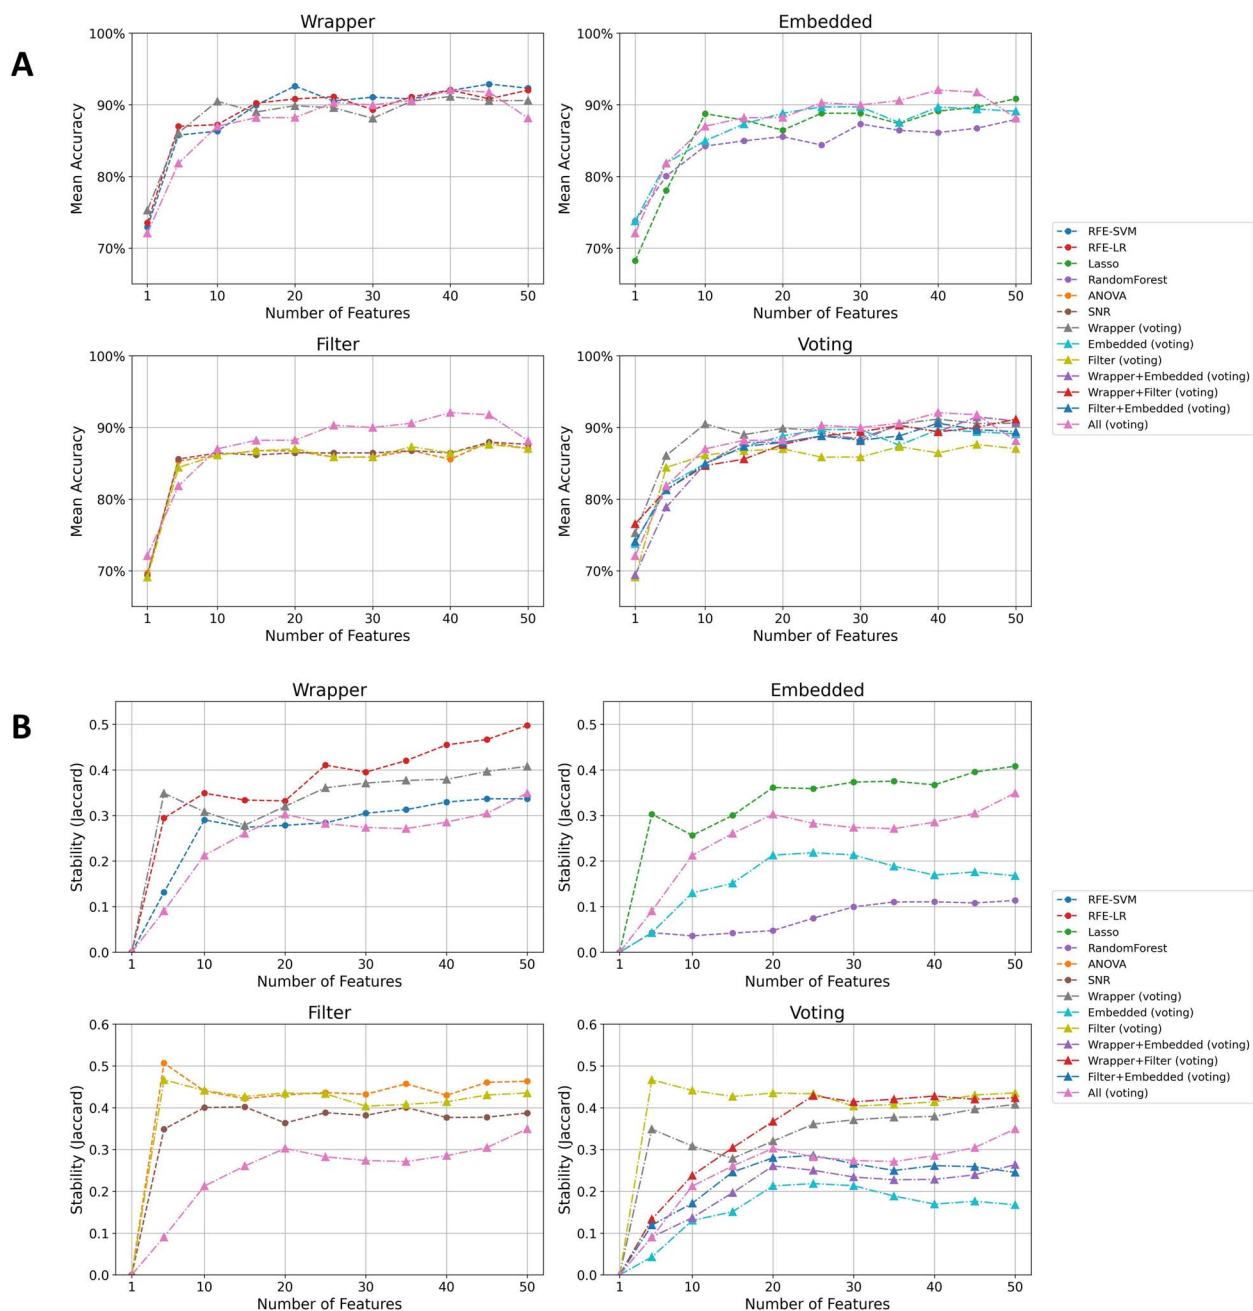 A
Wrapper
100%
90%
80%
70%
Mean Accuracy
1 10 20 30 40 50
Number of Features
Embedded
100%
90%
80%
70%
Mean Accuracy
1 10 20 30 40 50
Number of Features
Filter
100%
90%
80%
70%
Mean Accuracy
1 10 20 30 40 50
Number of Features
Voting
100%
90%
80%
70%
Mean Accuracy
1 10 20 30 40 50
Number of Features
RFE-SVM
RFE-LR
Lasso
RandomForest
ANOVA
SNR
Wrapper (voting)
Embedded (voting)
Filter (voting)
Wrapper+Embedded (voting)
Wrapper+Filter (voting)
Filter+Embedded (voting)
All (voting)
B
Wrapper
0.5
0.4
0.3
0.2
0.1
0.0
Stability (Jaccard)
1 10 20 30 40 50
Number of Features
Embedded
0.5
0.4
0.3
0.2
0.1
0.0
Stability (Jaccard)
1 10 20 30 40 50
Number of Features
Filter
0.6
0.5
0.4
0.3
0.2
0.1
0.0
Stability (Jaccard)
1 10 20 30 40 50
Number of Features
Voting
0.6
0.5
0.4
0.3
0.2
0.1
0.0
Stability (Jaccard)
1 10 20 30 40 50
Number of Features
RFE-SVM
RFE-LR
Lasso
RandomForest
ANOVA
SNR
Wrapper (voting)
Embedded (voting)
Filter (voting)
Wrapper+Embedded (voting)
Wrapper+Filter (voting)
Filter+Embedded (voting)
All (voting)